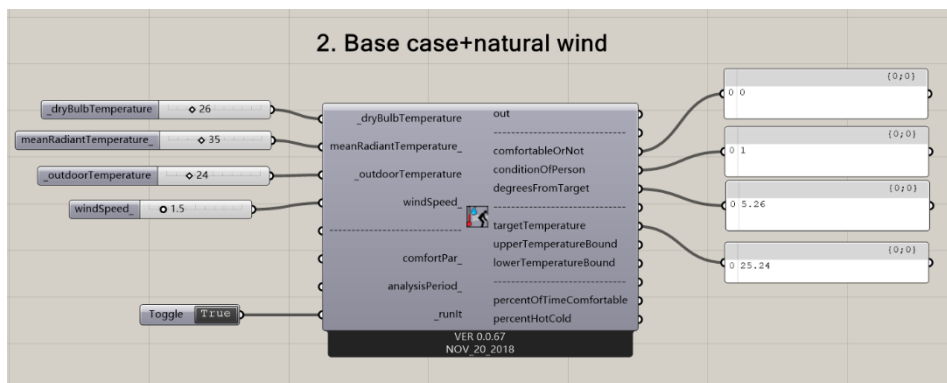 2. Base case+natural wind
_dryBulbTemperature 26
meanRadiantTemperature_ 35
_outdoorTemperature 24
windSpeed_ 1.5
Toggle True
_dryBulbTemperature
meanRadiantTemperature_
_outdoorTemperature
windSpeed_
--------------------
comfortPar_
analysisPeriod_
_runIt
out
--------------------
comfortableOrNot
conditionOfPerson
degreesFromTarget
--------------------
targetTemperature
upperTemperatureBound
lowerTemperatureBound
--------------------
percentOfTimeComfortable
percentHotCold
VER 0.0.67
NOV_20_2018
{0;0}
0 0
{0;0}
0 1
{0;0}
0 5.26
{0;0}
0 25.24